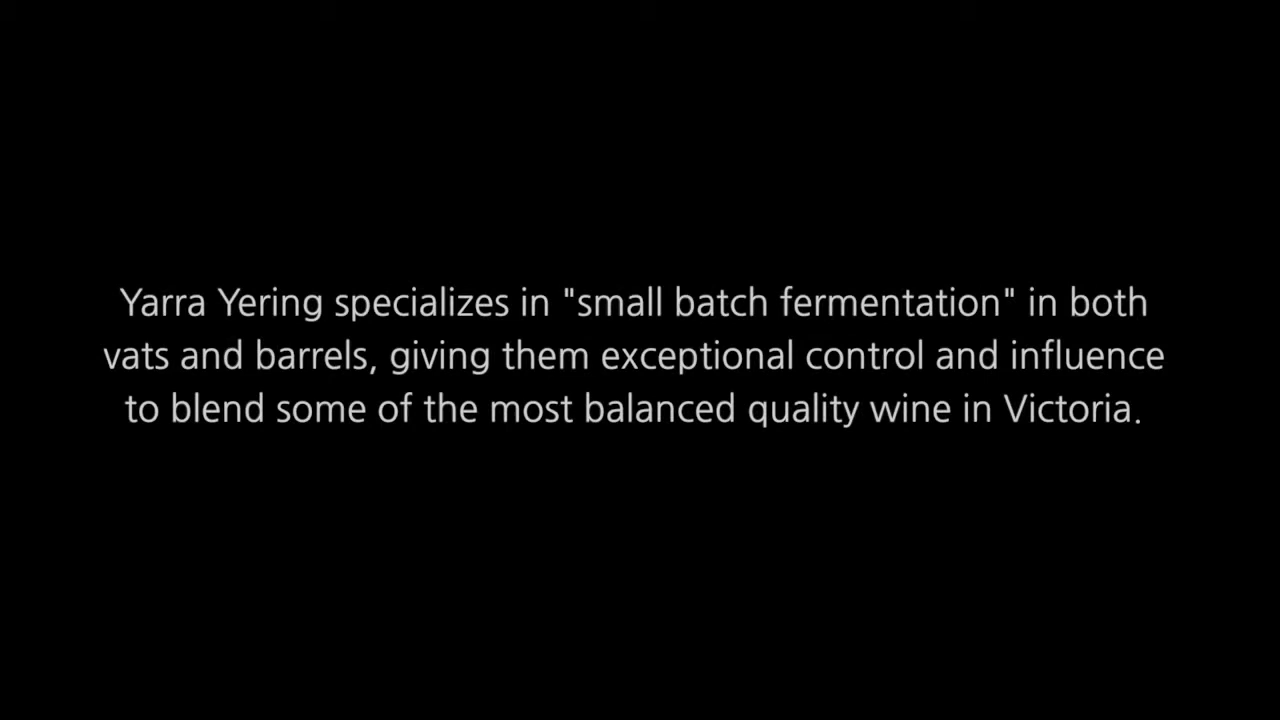 Yarra Yering specializes in "small batch fermentation" in both
vats and barrels, giving them exceptional control and influence
to blend some of the most balanced quality wine in Victoria.